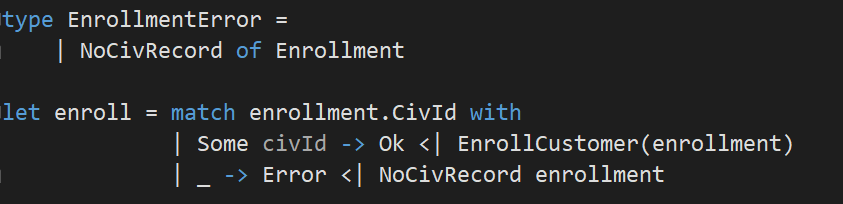 type EnrollmentError =
    | NoCivRecord of Enrollment
let enroll = match enrollment.CivId with
             | Some civId -> Ok <| EnrollCustomer(enrollment)
             | _ -> Error <| NoCivRecord enrollment